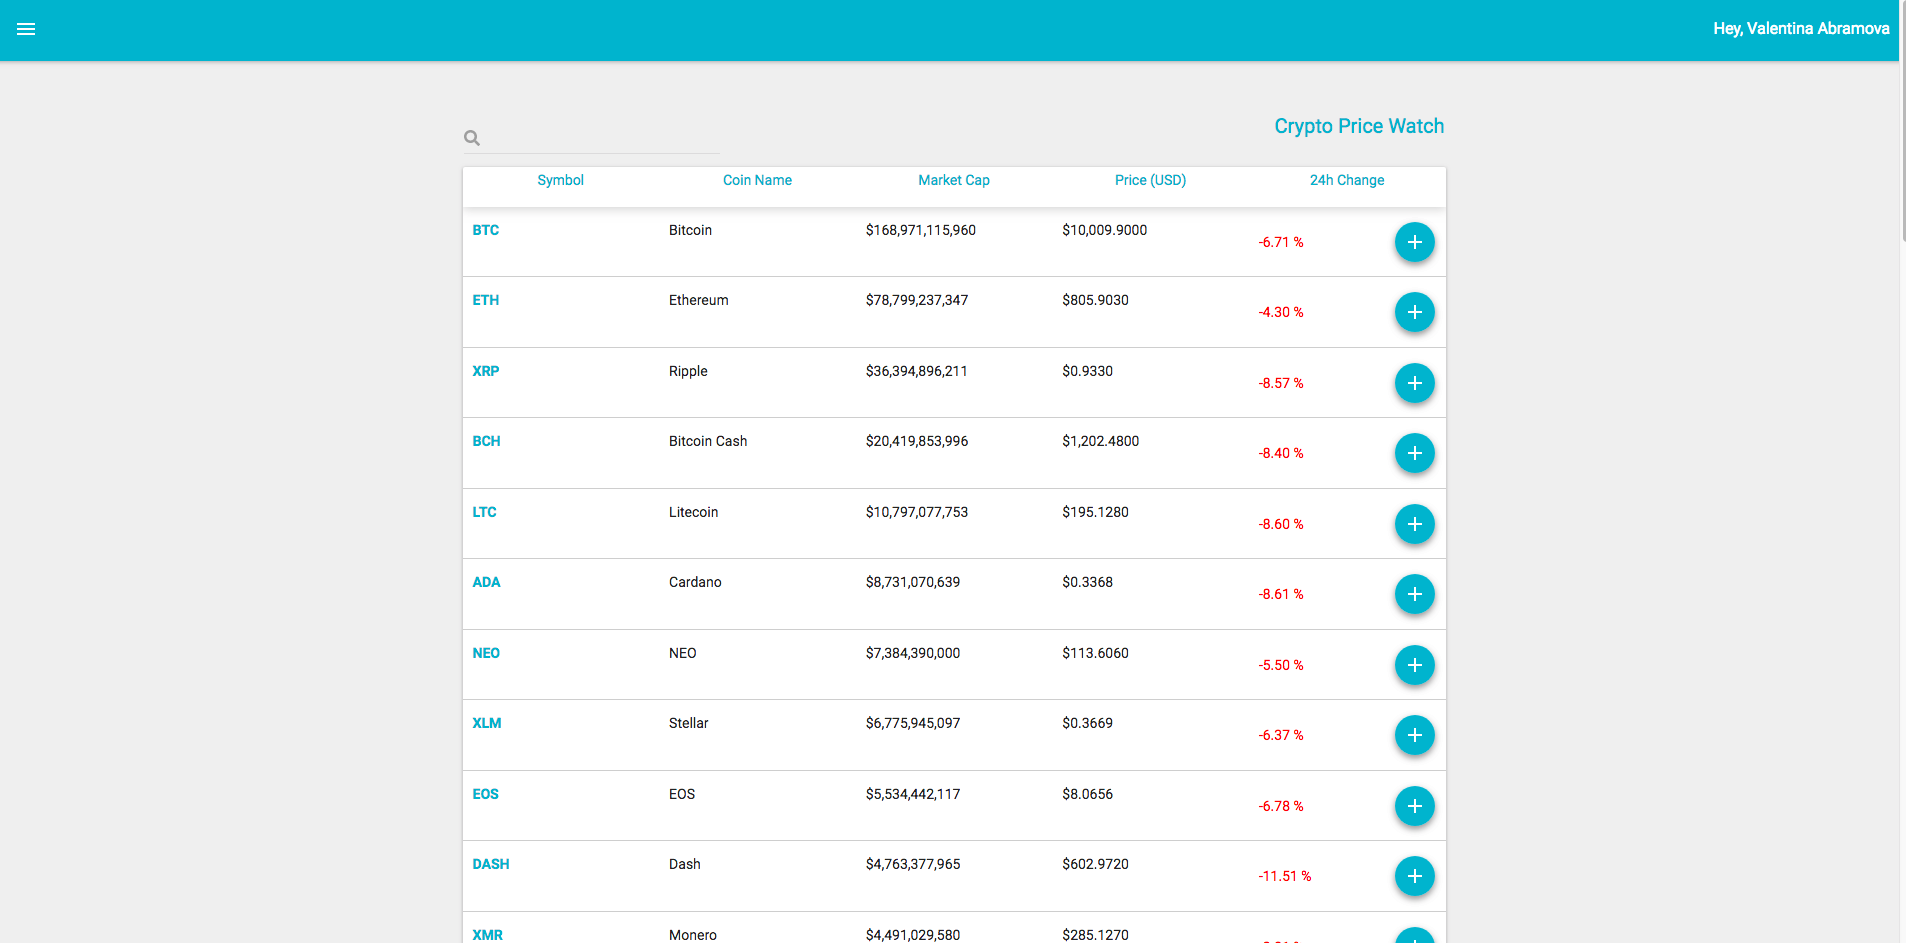 Hey, Valentina Abramova
Crypto Price Watch
Symbol Coin Name Market Cap Price (USD) 24h Change
BTC Bitcoin $168,971,115,960 $10,009.9000 -6.71 %
ETH Ethereum $78,799,237,347 $805.9030 -4.30 %
XRP Ripple $36,394,896,211 $0.9330 -8.57 %
BCH Bitcoin Cash $20,419,853,996 $1,202.4800 -8.40 %
LTC Litecoin $10,797,077,753 $195.1280 -8.60 %
ADA Cardano $8,731,070,639 $0.3368 -8.61 %
NEO NEO $7,384,390,000 $113.6060 -5.50 %
XLM Stellar $6,775,945,097 $0.3669 -6.37 %
EOS EOS $5,534,442,117 $8.0656 -6.78 %
DASH Dash $4,763,377,965 $602.9720 -11.51 %
XMR Monero $4,491,029,580 $285.1270